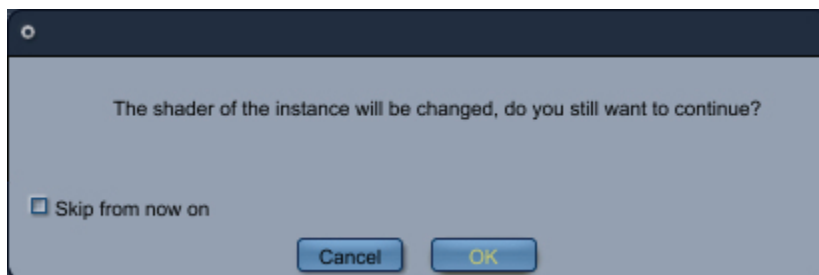 The shader of the instance will be changed, do you still want to continue?
Skip from now on
Cancel OK